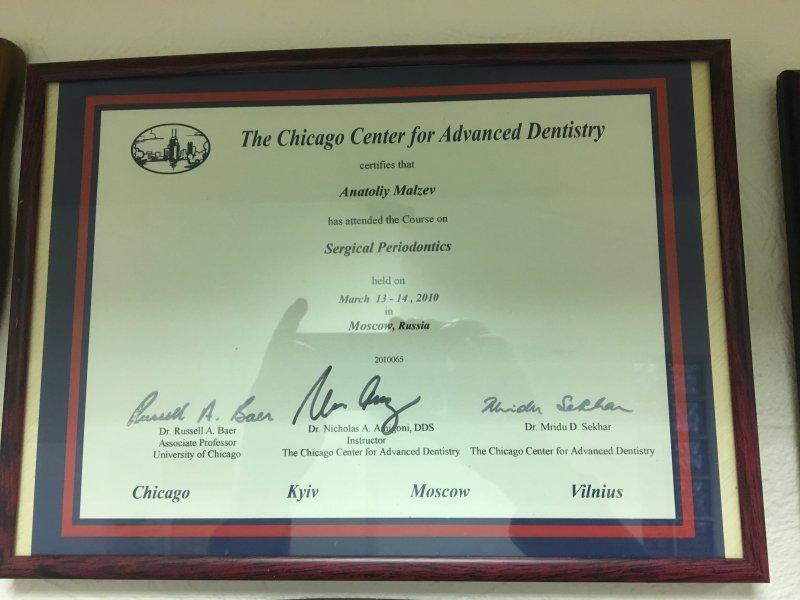 The Chicago Center for Advanced Dentistry
certifies that
Anatoliy Malzev
has attended the Course on
Sergical Periodontics
held on
March 13 - 14 , 2010
in
Moscow, Russia
2010065
Russell A. Baer
Mridu Sekhar
Dr. Russell A. Baer
Associate Professor
University of Chicago
Dr. Nicholas A. Amigoni, DDS
Instructor
The Chicago Center for Advanced Dentistry
Dr. Mridu D. Sekhar
The Chicago Center for Advanced Dentistry
Chicago Kyiv Moscow Vilnius